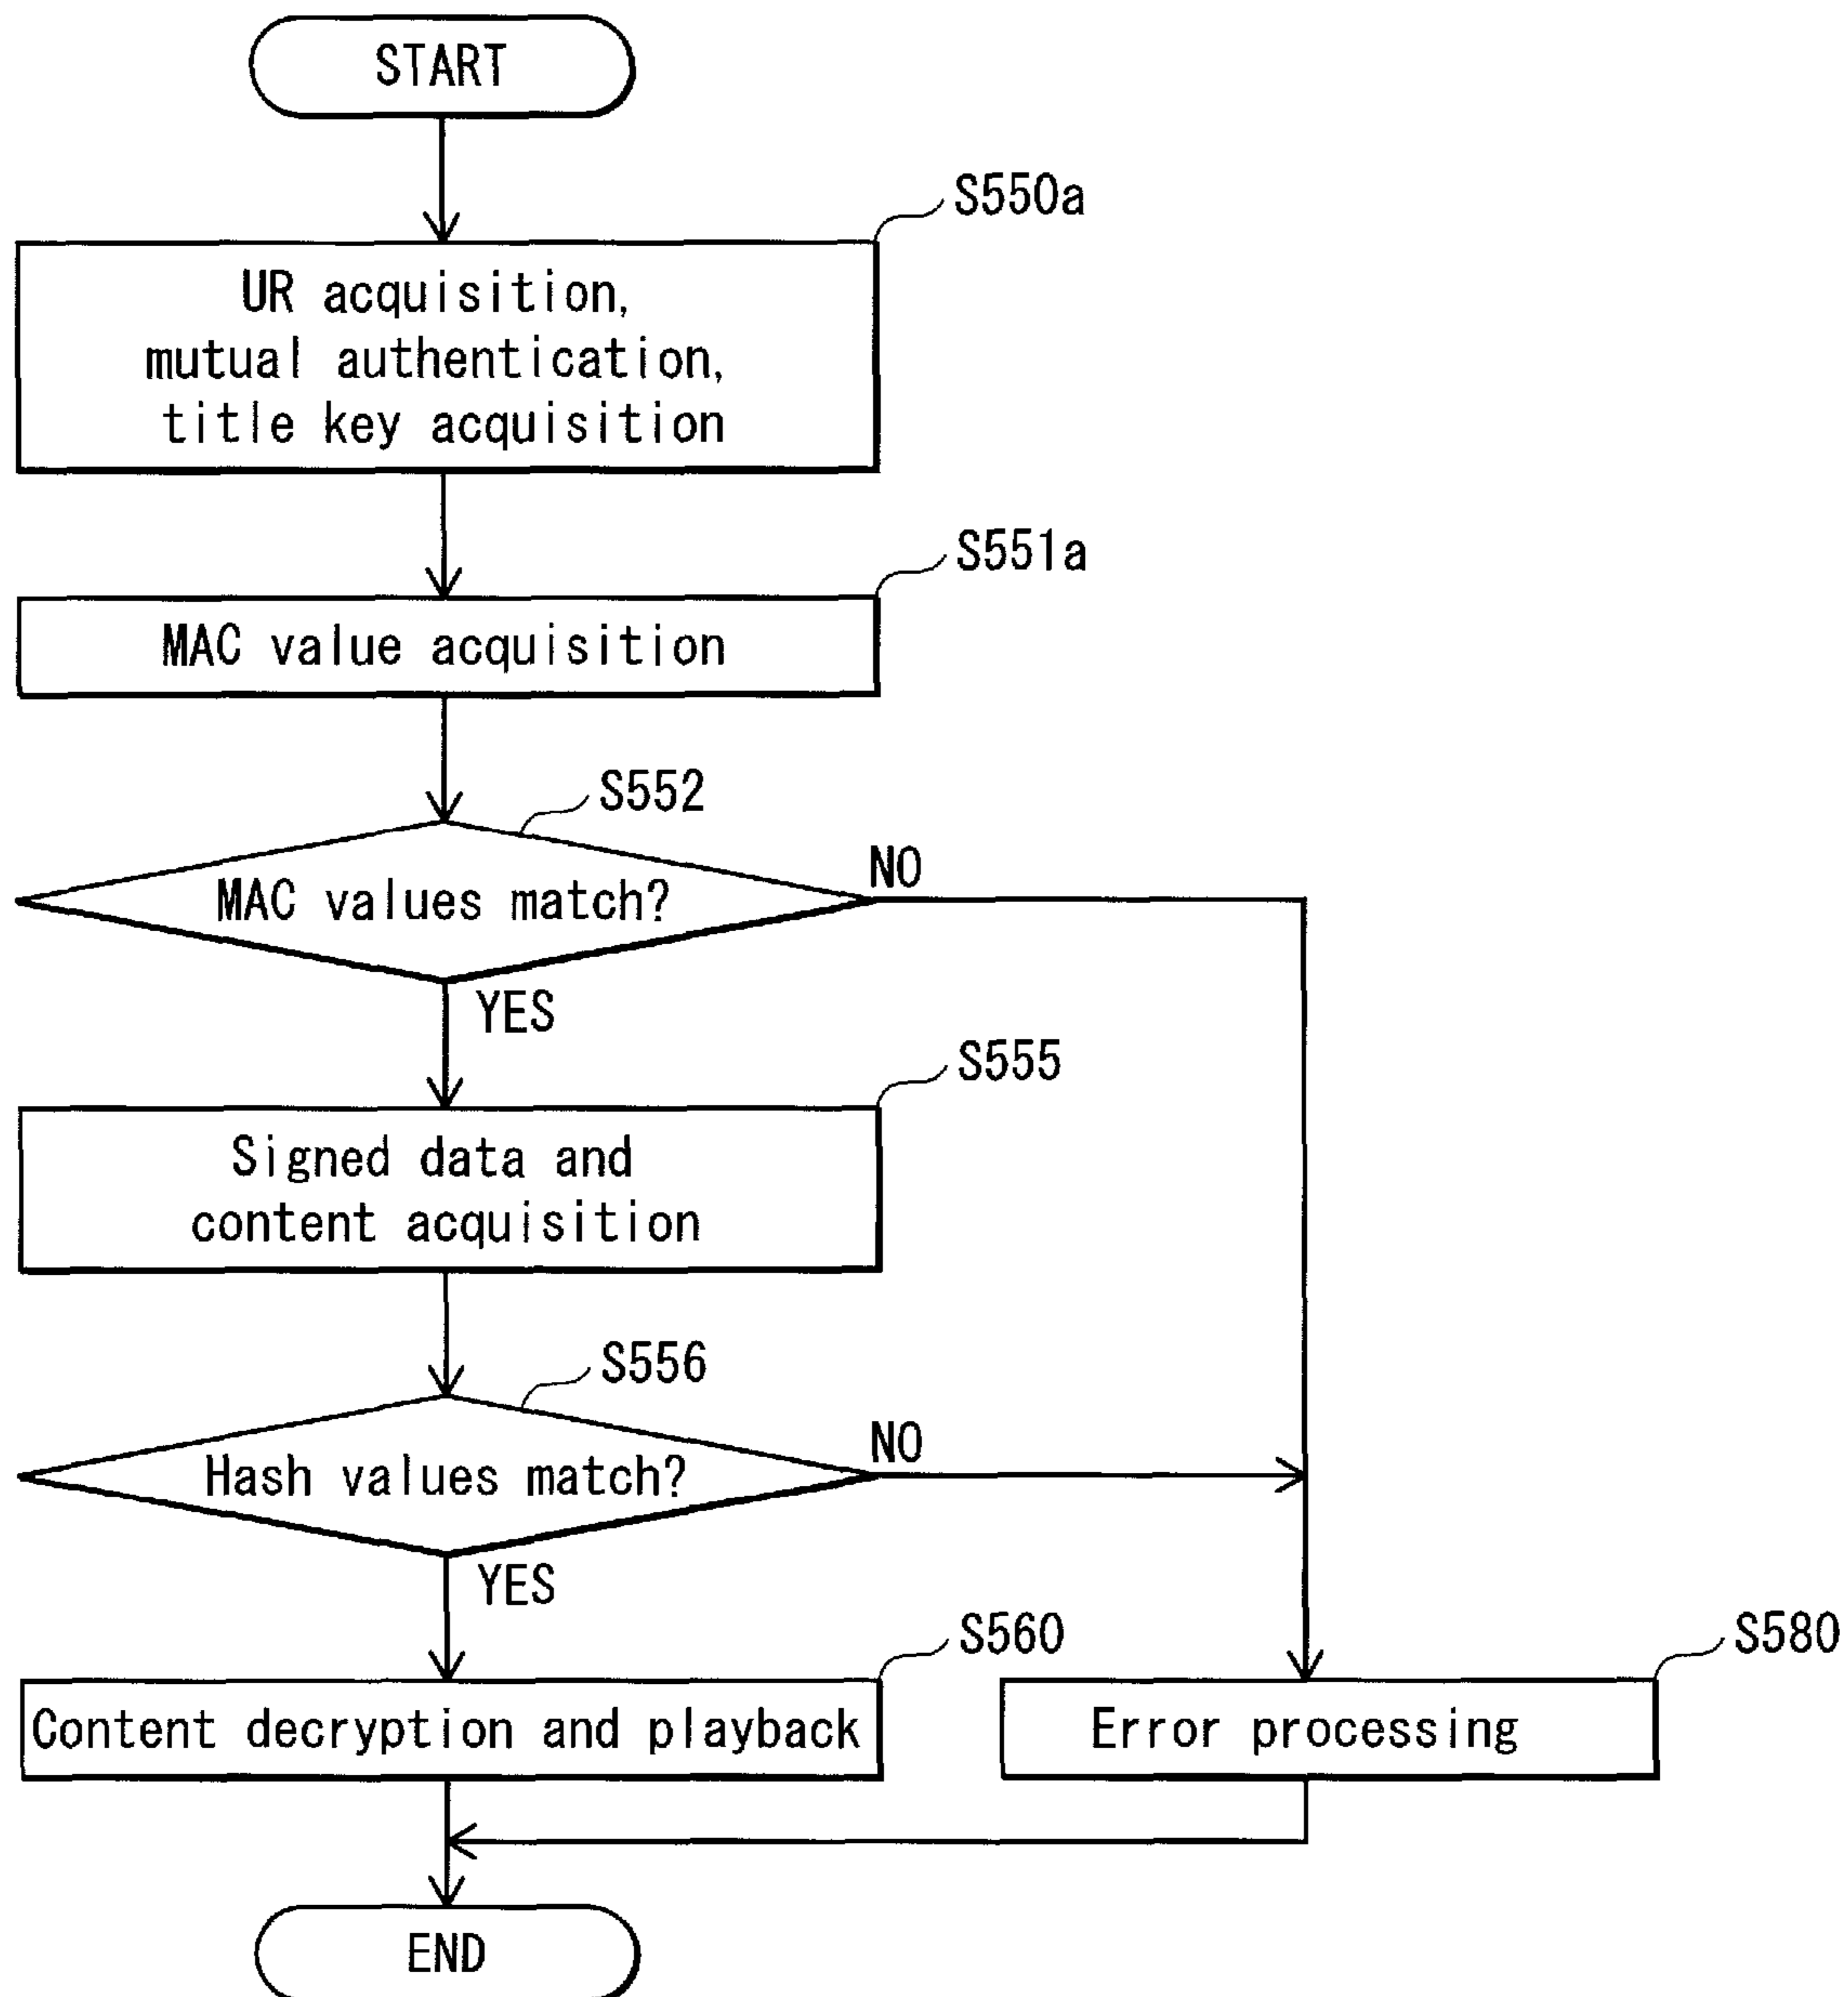 START
S550a
UR acquisition,
mutual authentication,
title key acquisition
S551a
MAC value acquisition
S552
MAC values match?
NO
YES
S555
Signed data and
content acquisition
S556
Hash values match?
NO
YES
S560
Content decryption and playback
S580
Error processing
END